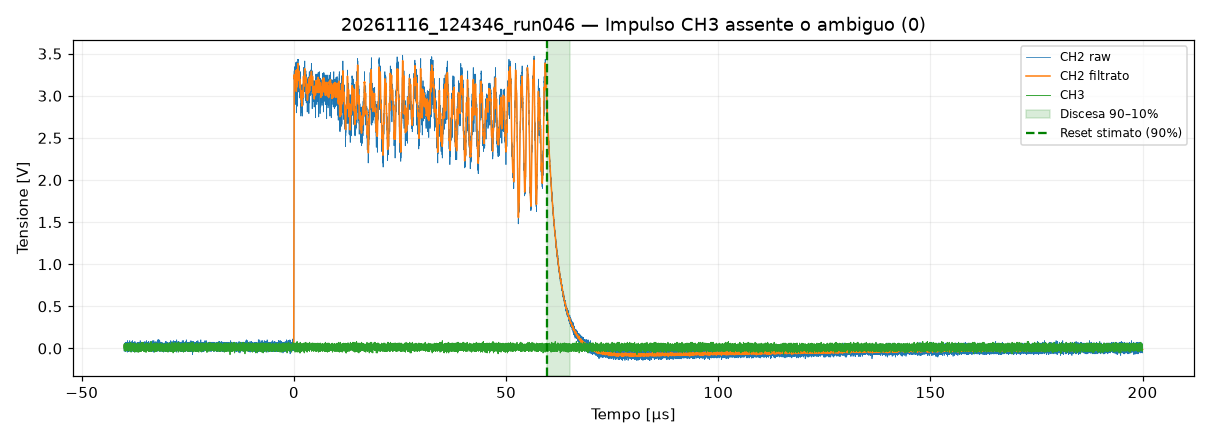 20261116_124346_run046 — Impulso CH3 assente o ambiguo (0)
Tensione [V]
3.5
3.0
2.5
2.0
1.5
1.0
0.5
0.0
CH2 raw
CH2 filtrato
CH3
Discesa 90–10%
Reset stimato (90%)
−50
0
50
100
150
200
Tempo [µs]